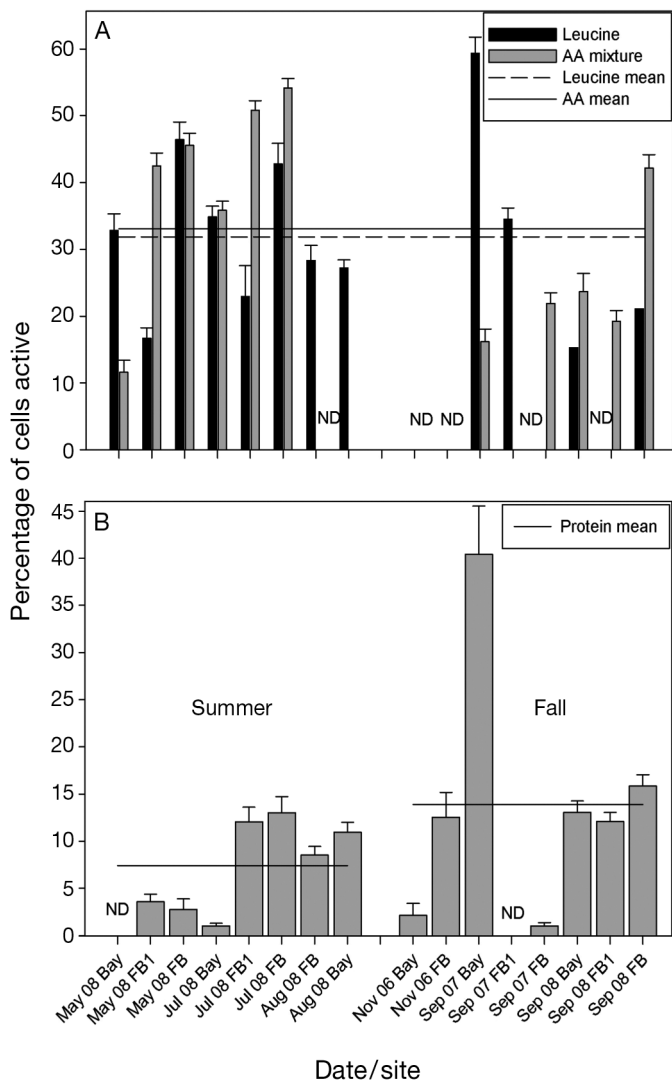 A
Leucine
AA mixture
Leucine mean
AA mean
60
50
40
30
20
10
0
ND
ND ND
ND
ND
Percentage of cells active
B
Protein mean
45
40
35
30
25
20
15
10
5
0
Summer
Fall
ND
ND
May 08 Bay
May 08 FB1
May 08 FB
Jul 08 Bay
Jul 08 FB1
Jul 08 FB
Aug 08 FB
Aug 08 Bay
Nov 06 Bay
Nov 06 FB
Sep 07 Bay
Sep 07 FB1
Sep 07 FB
Sep 08 Bay
Sep 08 FB1
Sep 08 FB
Date/site